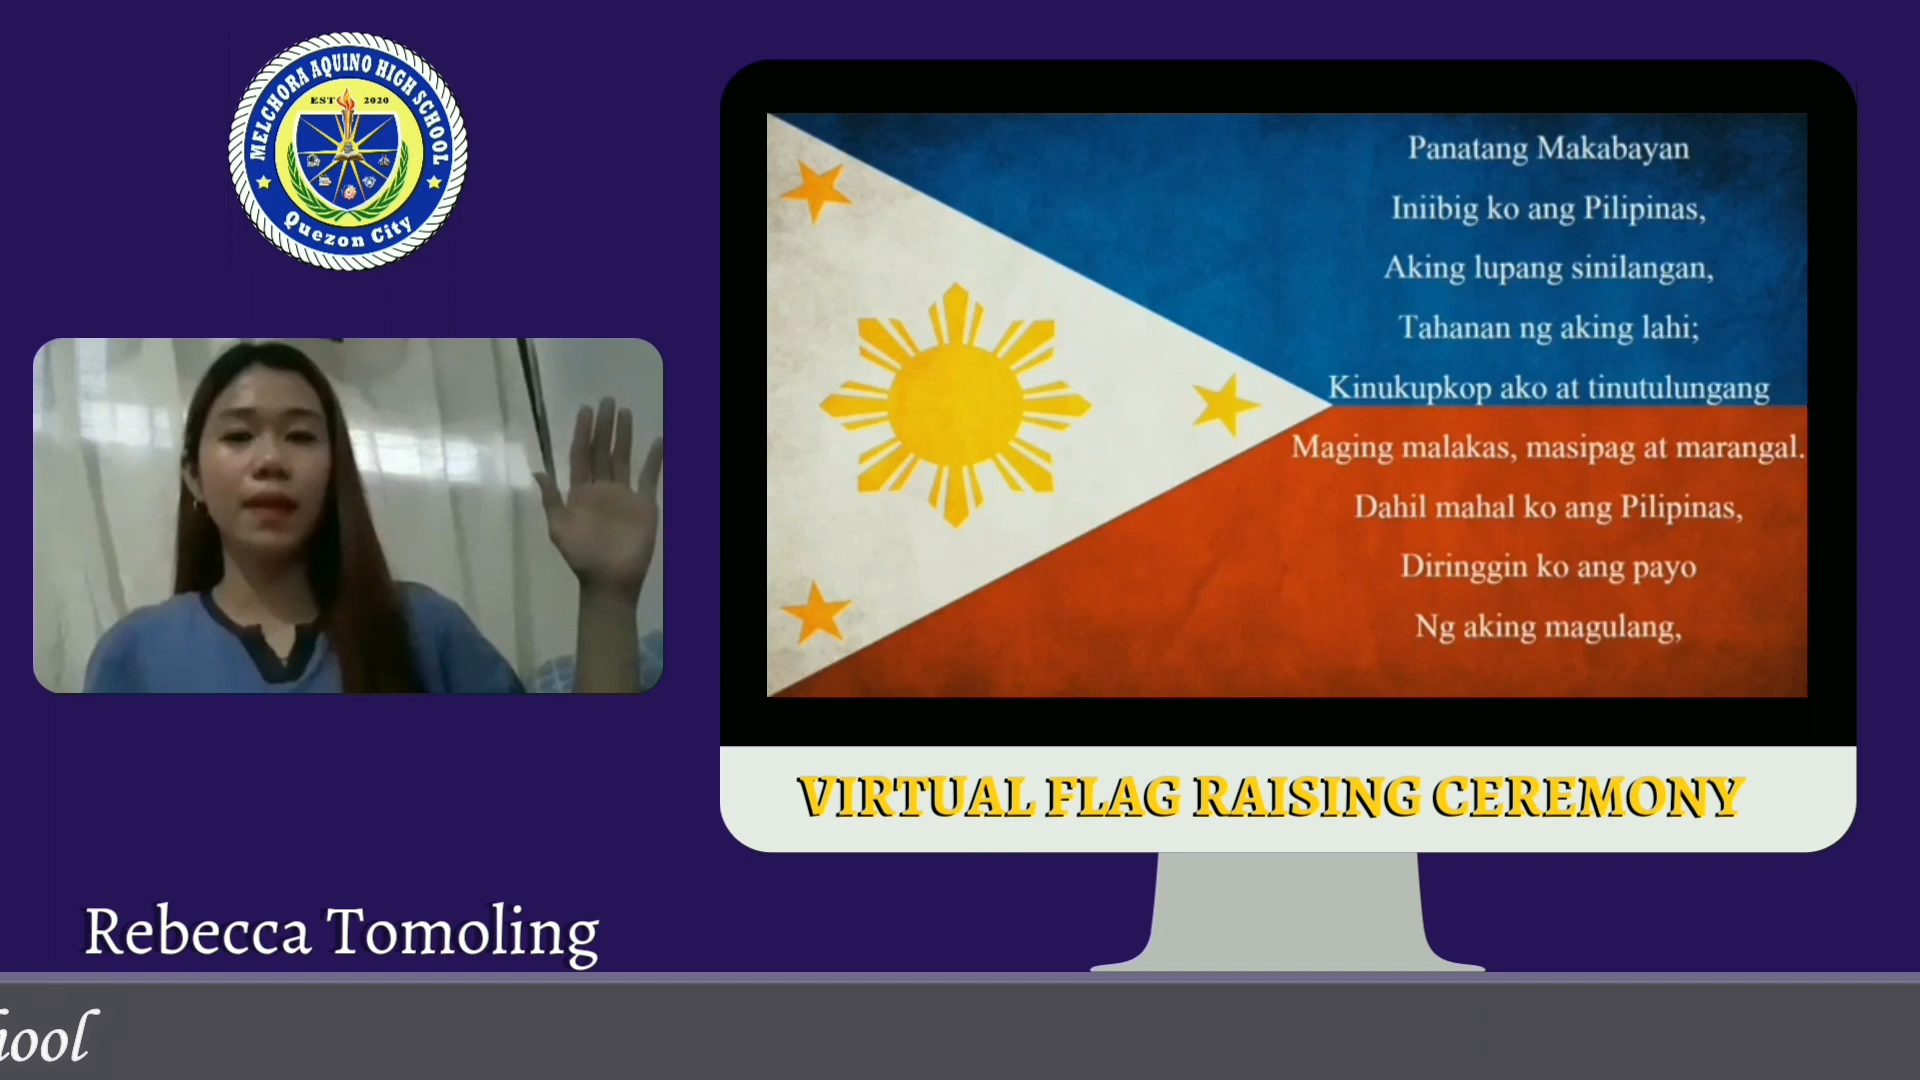 MELCHORA AQUINO HIGH SCHOOL
EST 2020
Quezon City
Panatang Makabayan
Iniibig ko ang Pilipinas,
Aking lupang sinilangan,
Tahanan ng aking lahi;
Kinukupkop ako at tinutulungang
Maging malakas, masipag at marangal.
Dahil mahal ko ang Pilipinas,
Diringgin ko ang payo
Ng aking magulang,
VIRTUAL FLAG RAISING CEREMONY
Rebecca Tomoling
ool